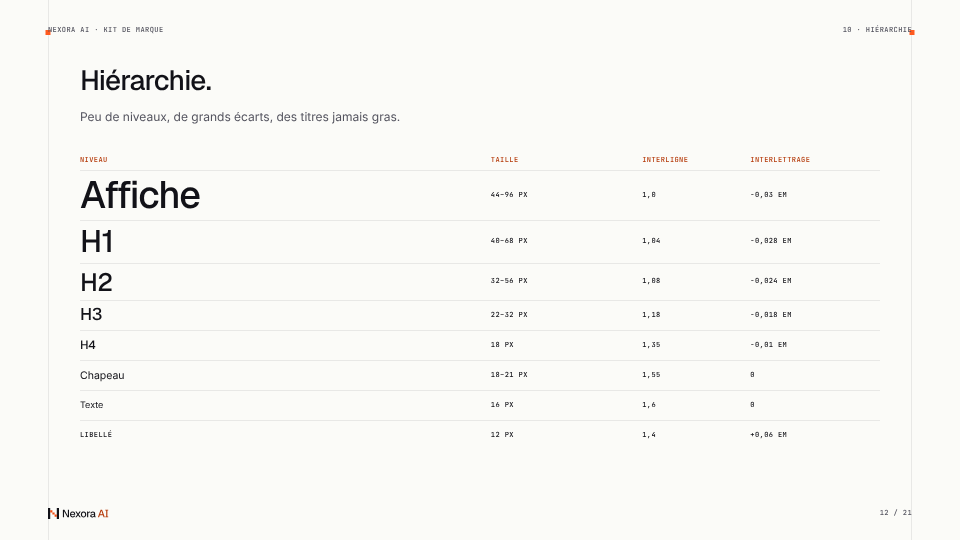 NEXORA AI · KIT DE MARQUE
10 · HIÉRARCHIE
Hiérarchie.
Peu de niveaux, de grands écarts, des titres jamais gras.
NIVEAU TAILLE INTERLIGNE INTERLETTRAGE
Affiche 44–96 PX 1,0 -0,03 EM
H1 40–68 PX 1,04 -0,028 EM
H2 32–56 PX 1,08 -0,024 EM
H3 22–32 PX 1,18 -0,018 EM
H4 18 PX 1,35 -0,01 EM
Chapeau 18–21 PX 1,55 0
Texte 16 PX 1,6 0
LIBELLÉ 12 PX 1,4 +0,06 EM
Nexora AI
12 / 21